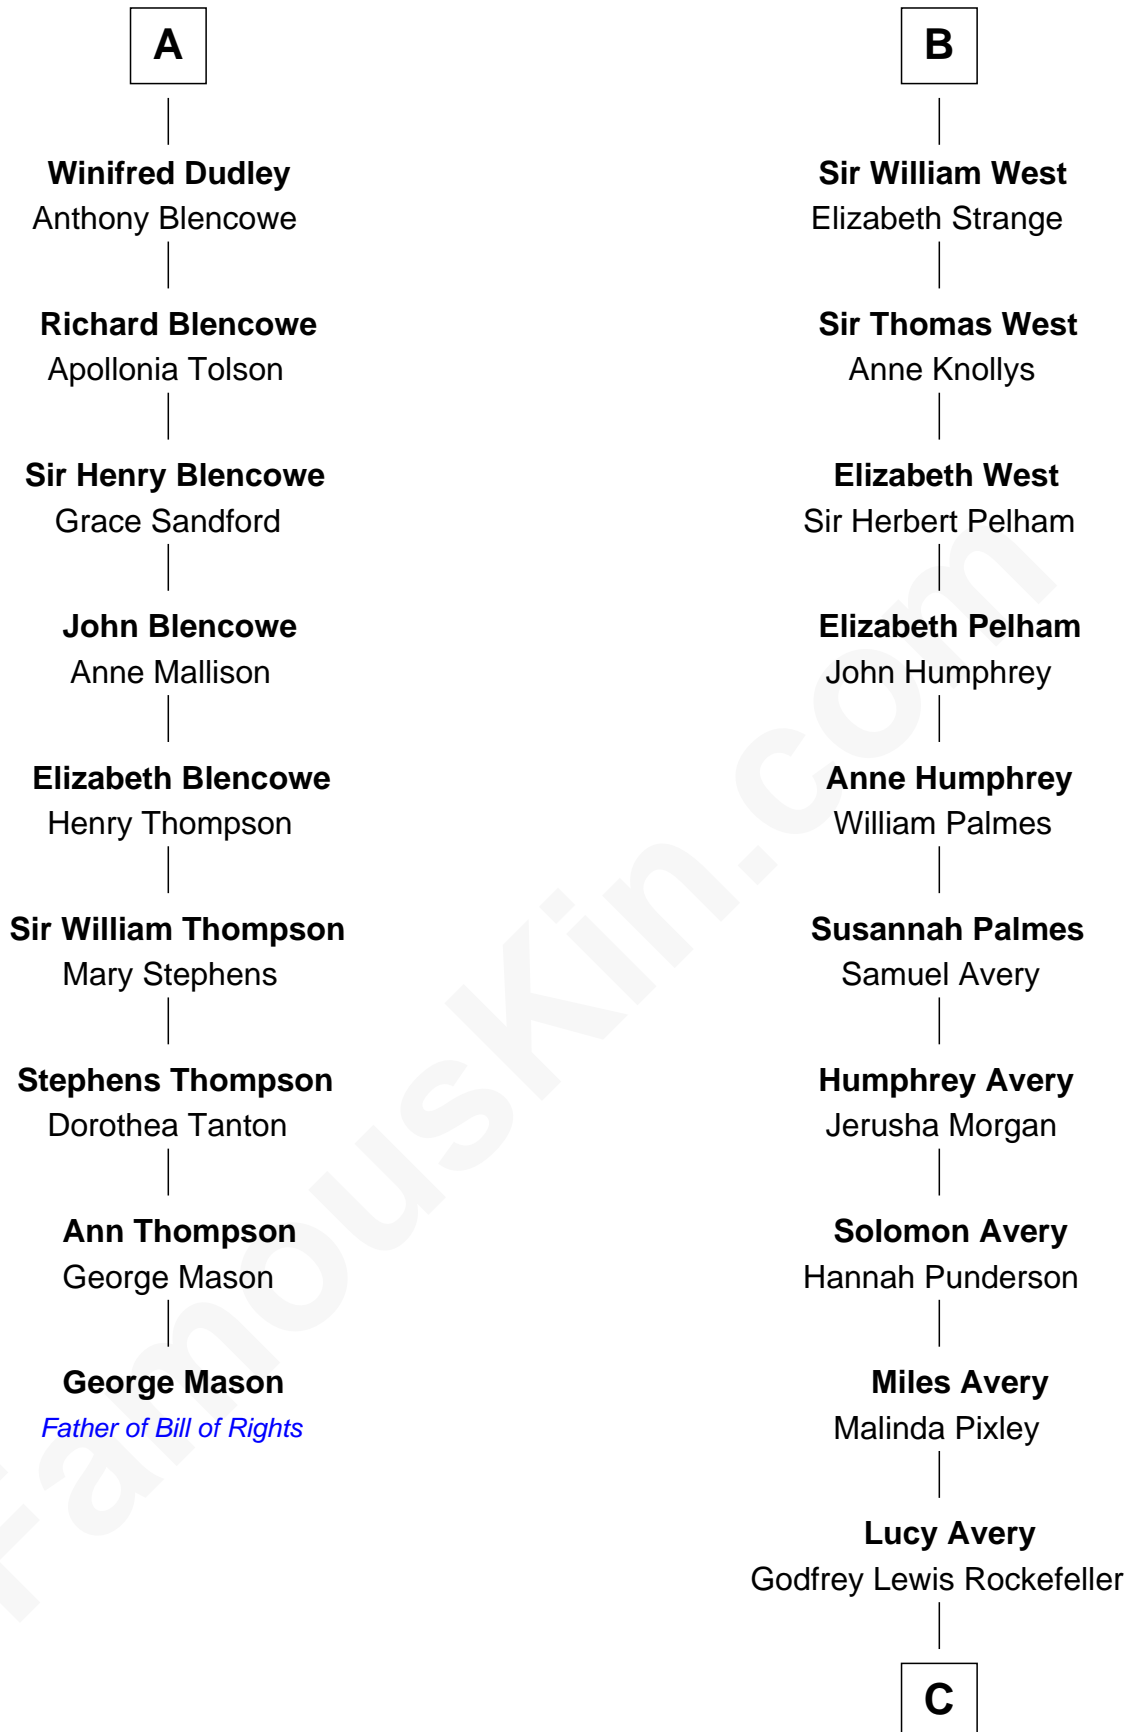 A
Winifred Dudley
Anthony Blencowe
Richard Blencowe
Apollonia Tolson
Sir Henry Blencowe
Grace Sandford
John Blencowe
Anne Mallison
Elizabeth Blencowe
Henry Thompson
Sir William Thompson
Mary Stephens
Stephens Thompson
Dorothea Tanton
Ann Thompson
George Mason
George Mason
Father of Bill of Rights
B
Sir William West
Elizabeth Strange
Sir Thomas West
Anne Knollys
Elizabeth West
Sir Herbert Pelham
Elizabeth Pelham
John Humphrey
Anne Humphrey
William Palmes
Susannah Palmes
Samuel Avery
Humphrey Avery
Jerusha Morgan
Solomon Avery
Hannah Punderson
Miles Avery
Malinda Pixley
Lucy Avery
Godfrey Lewis Rockefeller
C
FamousKin.com